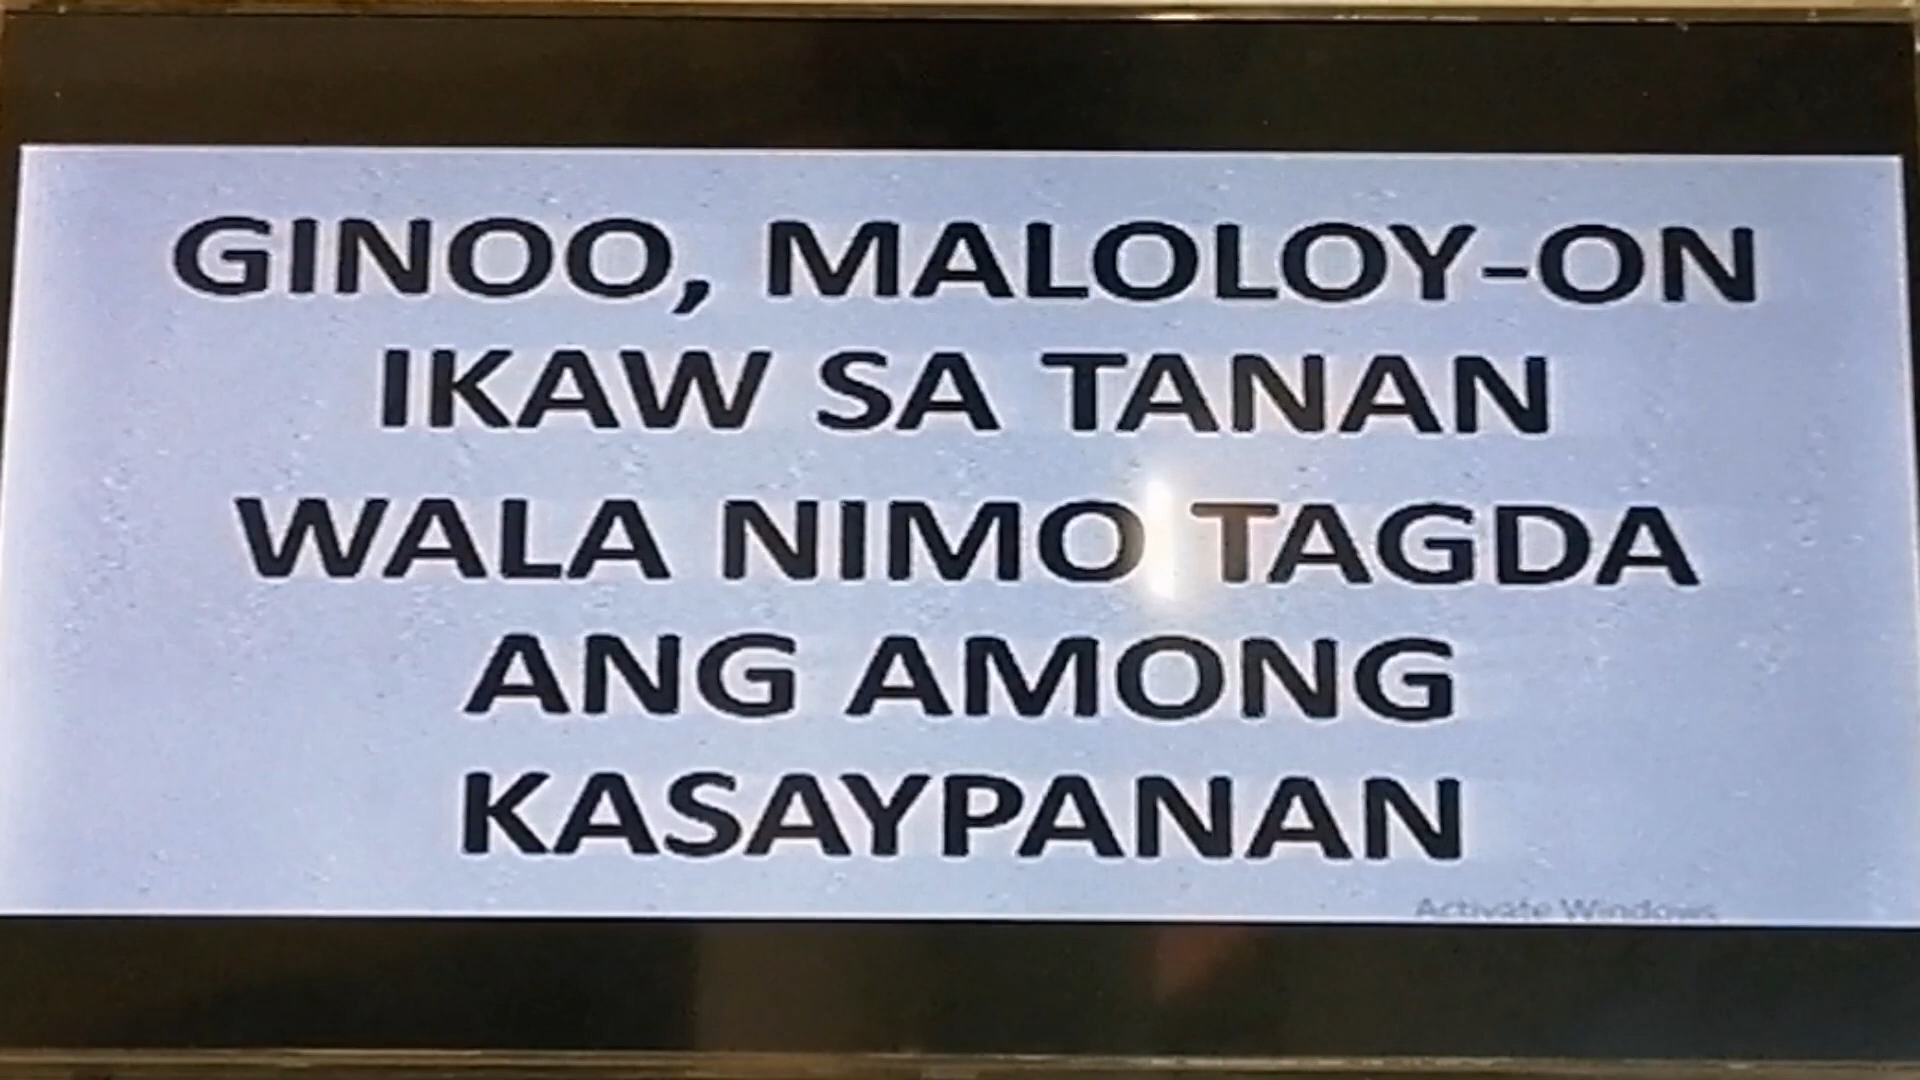 GINOO, MALOLOY-ON
IKAW SA TANAN
WALA NIMO TAGDA
ANG AMONG
KASAYPANAN
Activate Windows